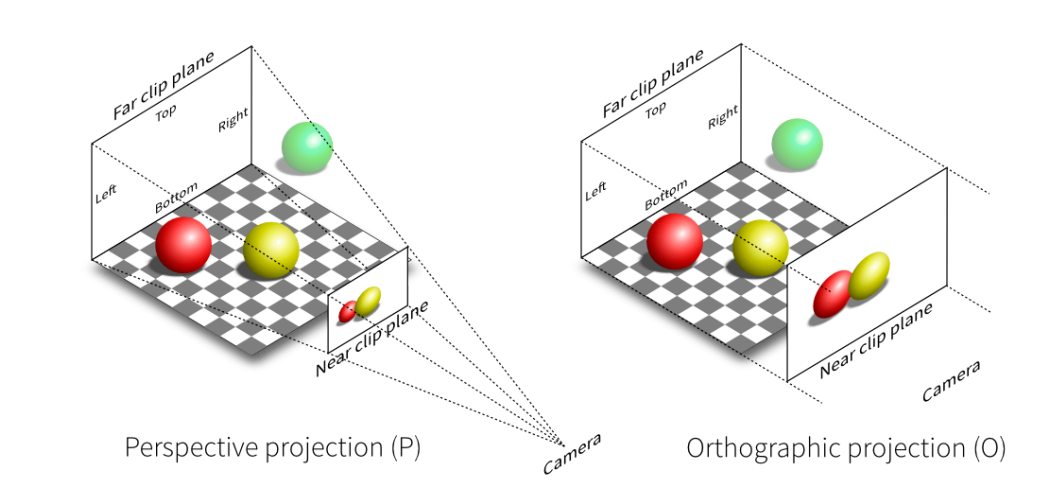 Far clip plane
Top
Right
Left
Bottom
Near clip plane
Camera
Perspective projection (P)
Far clip plane
Top
Right
Left
Bottom
Near clip plane
Camera
Orthographic projection (O)